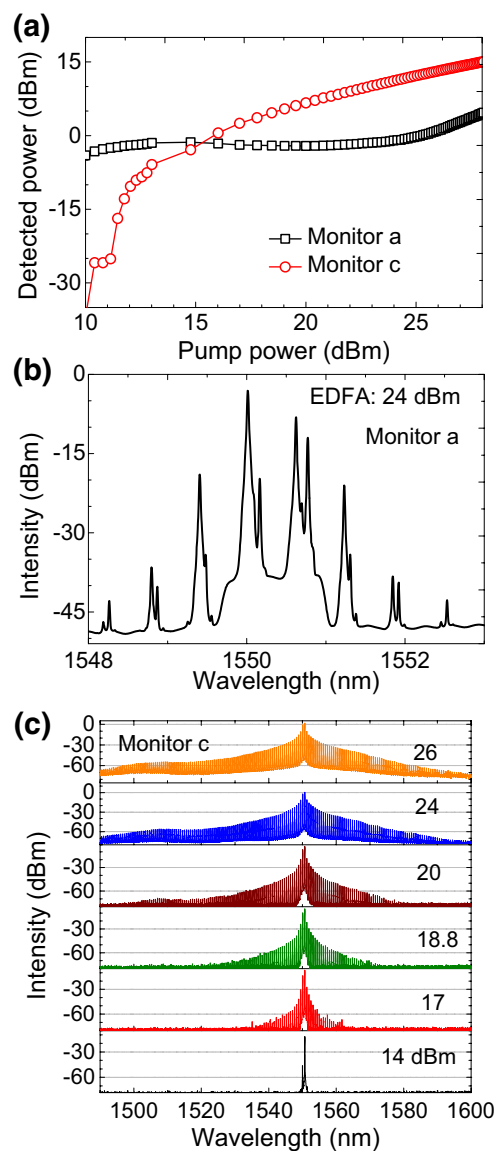 (a)
15
0
-15
-30
Detected power (dBm)
Monitor a
Monitor c
10 15 20 25
Pump power (dBm)
(b)
0
-15
-30
-45
Intensity (dBm)
EDFA: 24 dBm
Monitor a
1548 1550 1552
Wavelength (nm)
(c)
Monitor c
0
-30
-60
26
0
-30
-60
24
-30
-60
20
-30
-60
18.8
-30
-60
17
-30
-60
14 dBm
Intensity (dBm)
1500 1520 1540 1560 1580 1600
Wavelength (nm)